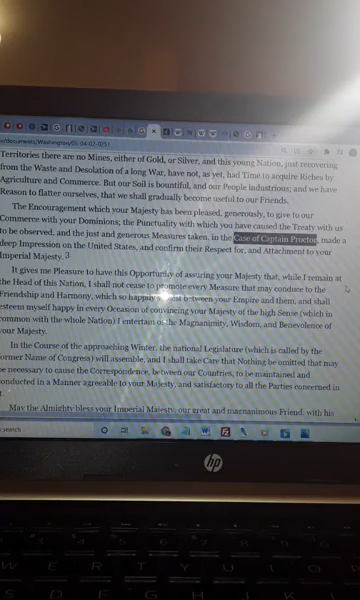 e/documents/Washington/05-04-02-0251
Territories there are no Mines, either of Gold, or Silver, and this young Nation, just recovering
from the Waste and Desolation of a long War, have not, as yet, had Time to acquire Riches by
Agriculture and Commerce. But our Soil is bountiful, and our People industrious; and we have
Reason to flatter ourselves, that we shall gradually become useful to our Friends.
The Encouragement which your Majesty has been pleased, generously, to give to our
Commerce with your Dominions; the Punctuality with which you have caused the Treaty with us
to be observed, and the just and generous Measures taken, in the Case of Captain Proctor, made a
deep Impression on the United States, and confirm their Respect for, and Attachment to your
Imperial Majesty. 3
It gives me Pleasure to have this Opportunity of assuring your Majesty that, while I remain at
the Head of this Nation, I shall not cease to promote every Measure that may conduce to the
Friendship and Harmony, which so happily subsist between your Empire and them, and shall
esteem myself happy in every Occasion of convincing your Majesty of the high Sense (which in
common with the whole Nation) I entertain of the Magnanimity, Wisdom, and Benevolence of
your Majesty.
In the Course of the approaching Winter, the national Legislature (which is called by the
former Name of Congress) will assemble, and I shall take Care that Nothing be omitted that may
be necessary to cause the Correspondence, between our Countries, to be maintained and
conducted in a Manner agreeable to your Majesty, and satisfactory to all the Parties concerned in
t.
May the Almighty bless your Imperial Majesty, our great and magnanimous Friend, with his
search
hp
W E R T Y U I O P
S D F G H J K L